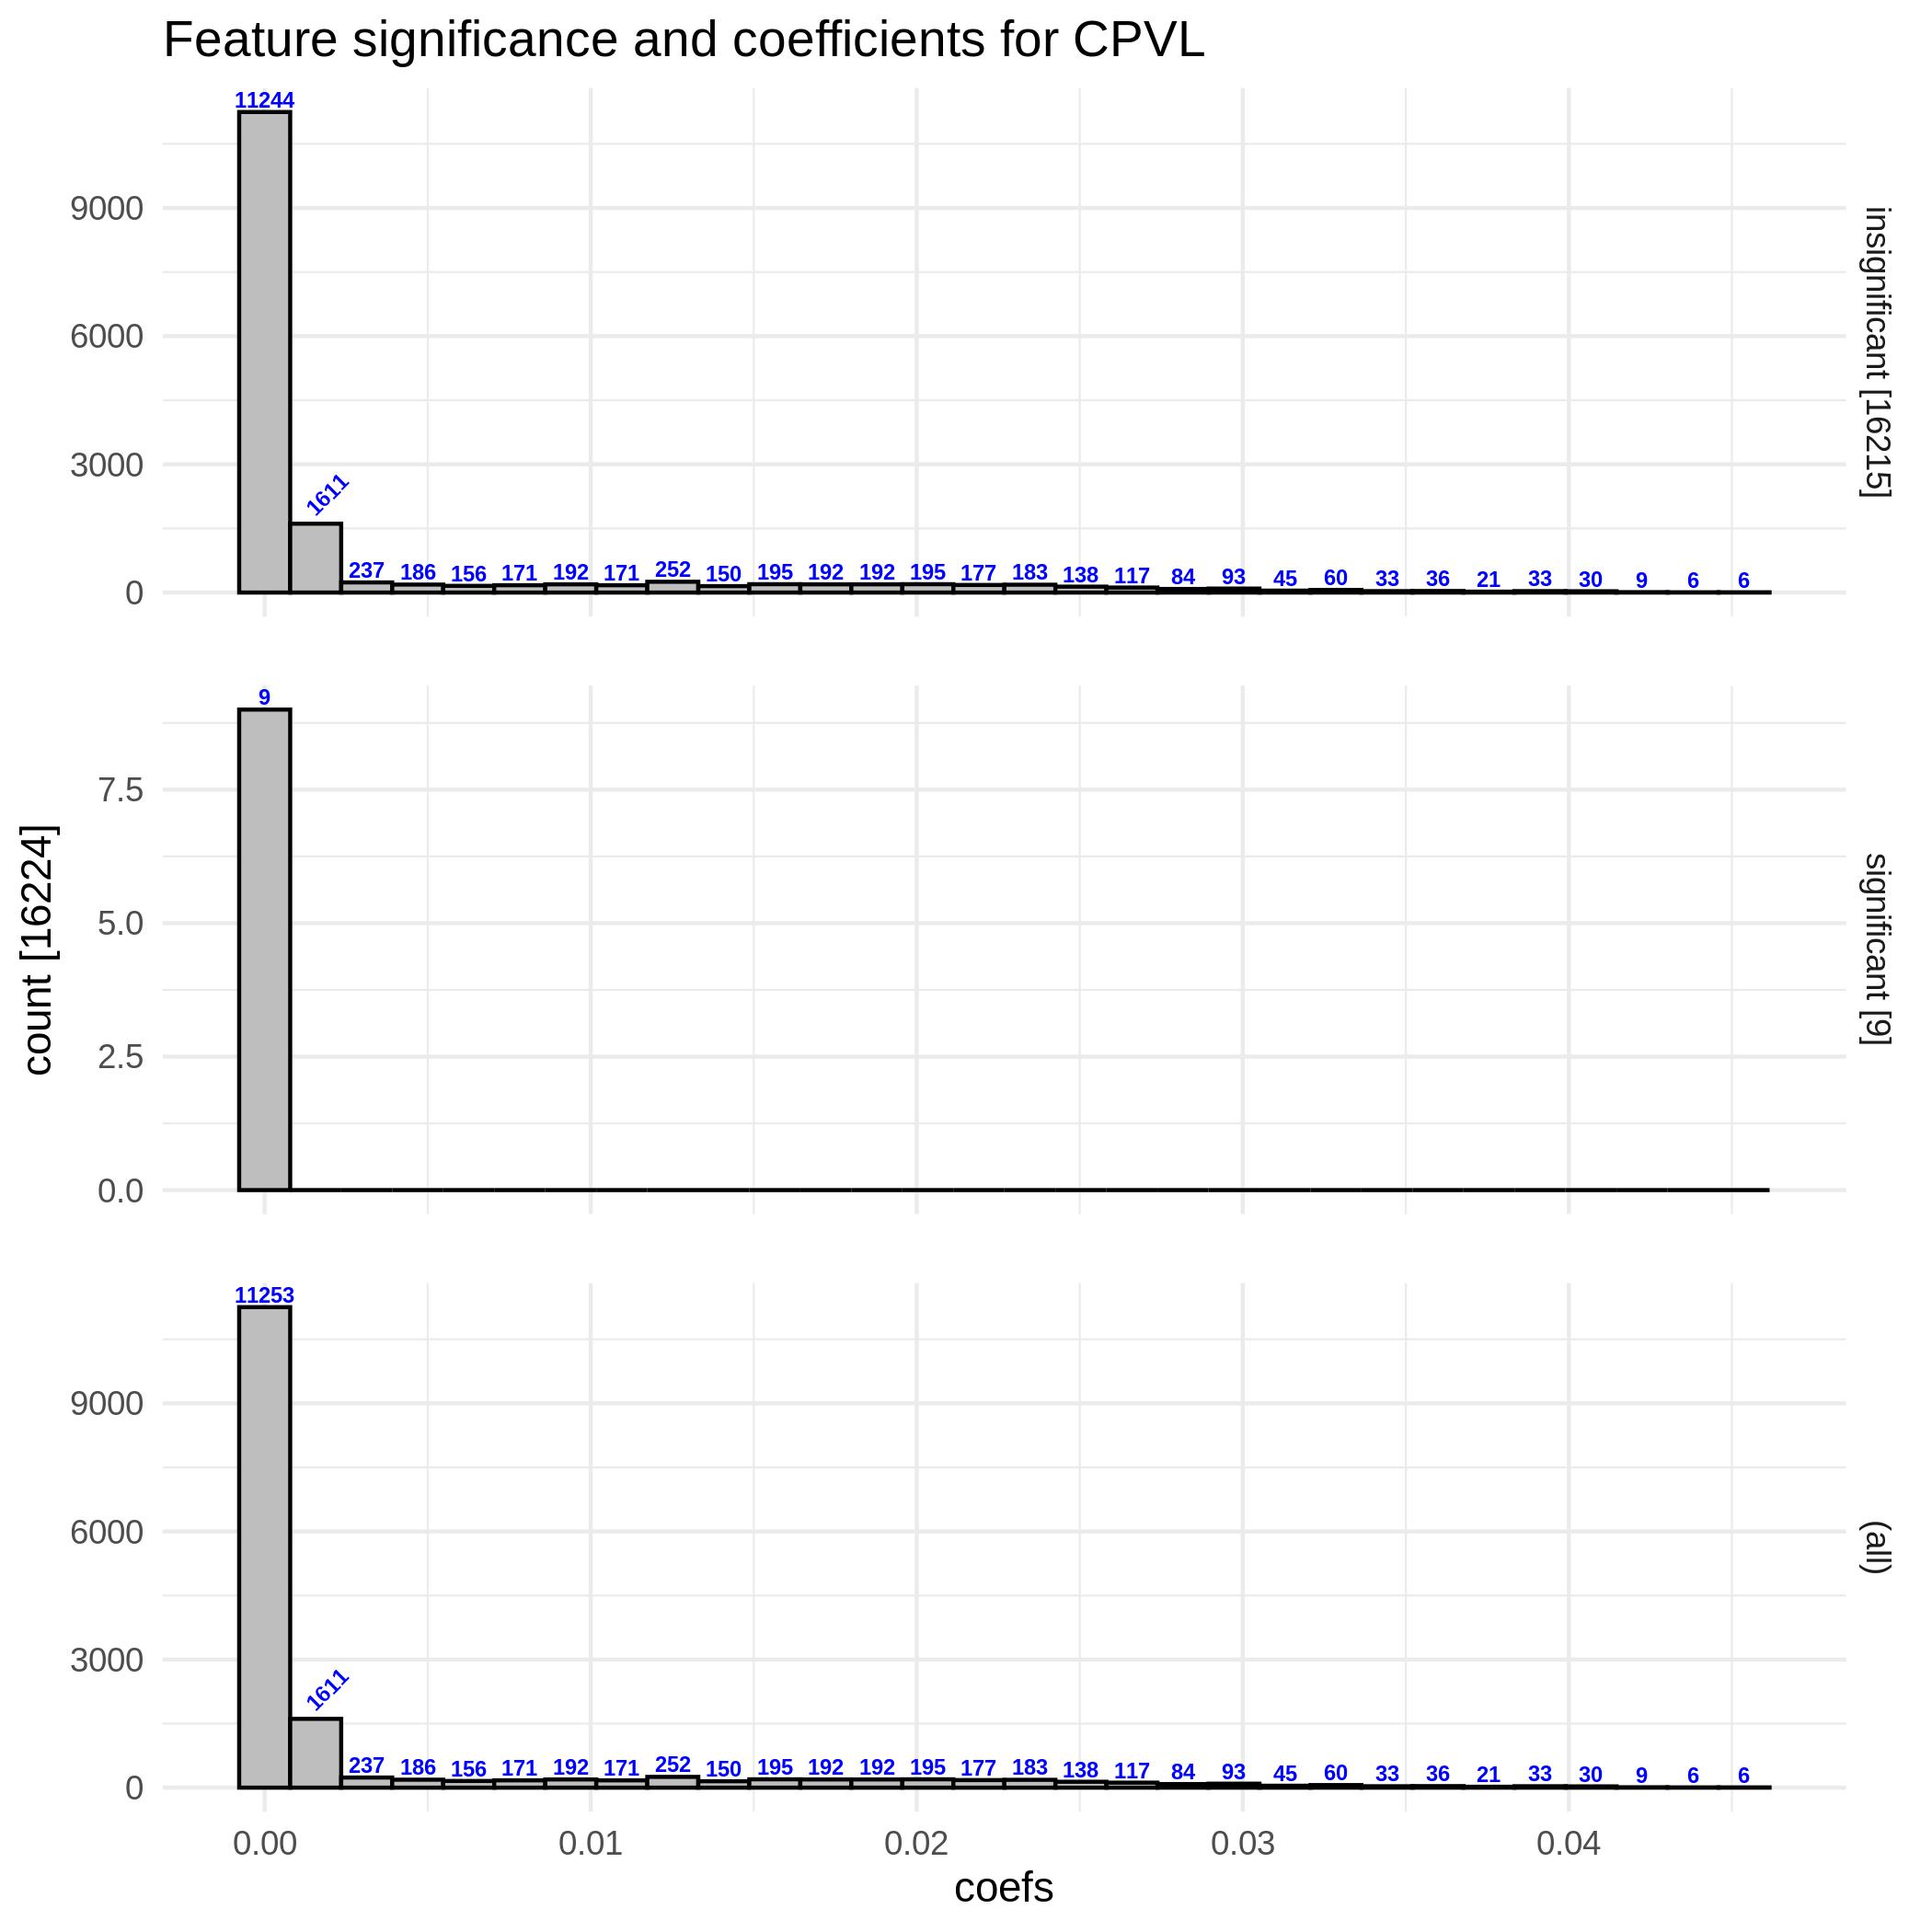 Feature significance and coefficients for CPVL
11244
9000
6000
3000
1611
237 186 156 171 192 171 252 150 195 192 192 195 177 183 138 117 84 93 45 60 33 36 21 33 30 9 6 6
0
insignificant [16215]
count [16224]
9
7.5
5.0
2.5
0.0
significant [9]
11253
9000
6000
3000
1611
237 186 156 171 192 171 252 150 195 192 192 195 177 183 138 117 84 93 45 60 33 36 21 33 30 9 6 6
0
(all)
0.00 0.01 0.02 0.03 0.04
coefs